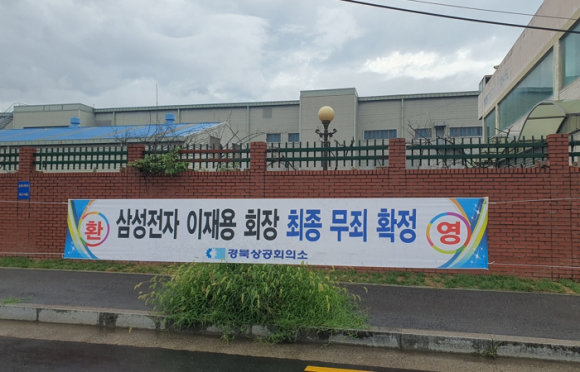 환 삼성전자 이재용 회장 최종 무죄 확정 영
경북상공회의소